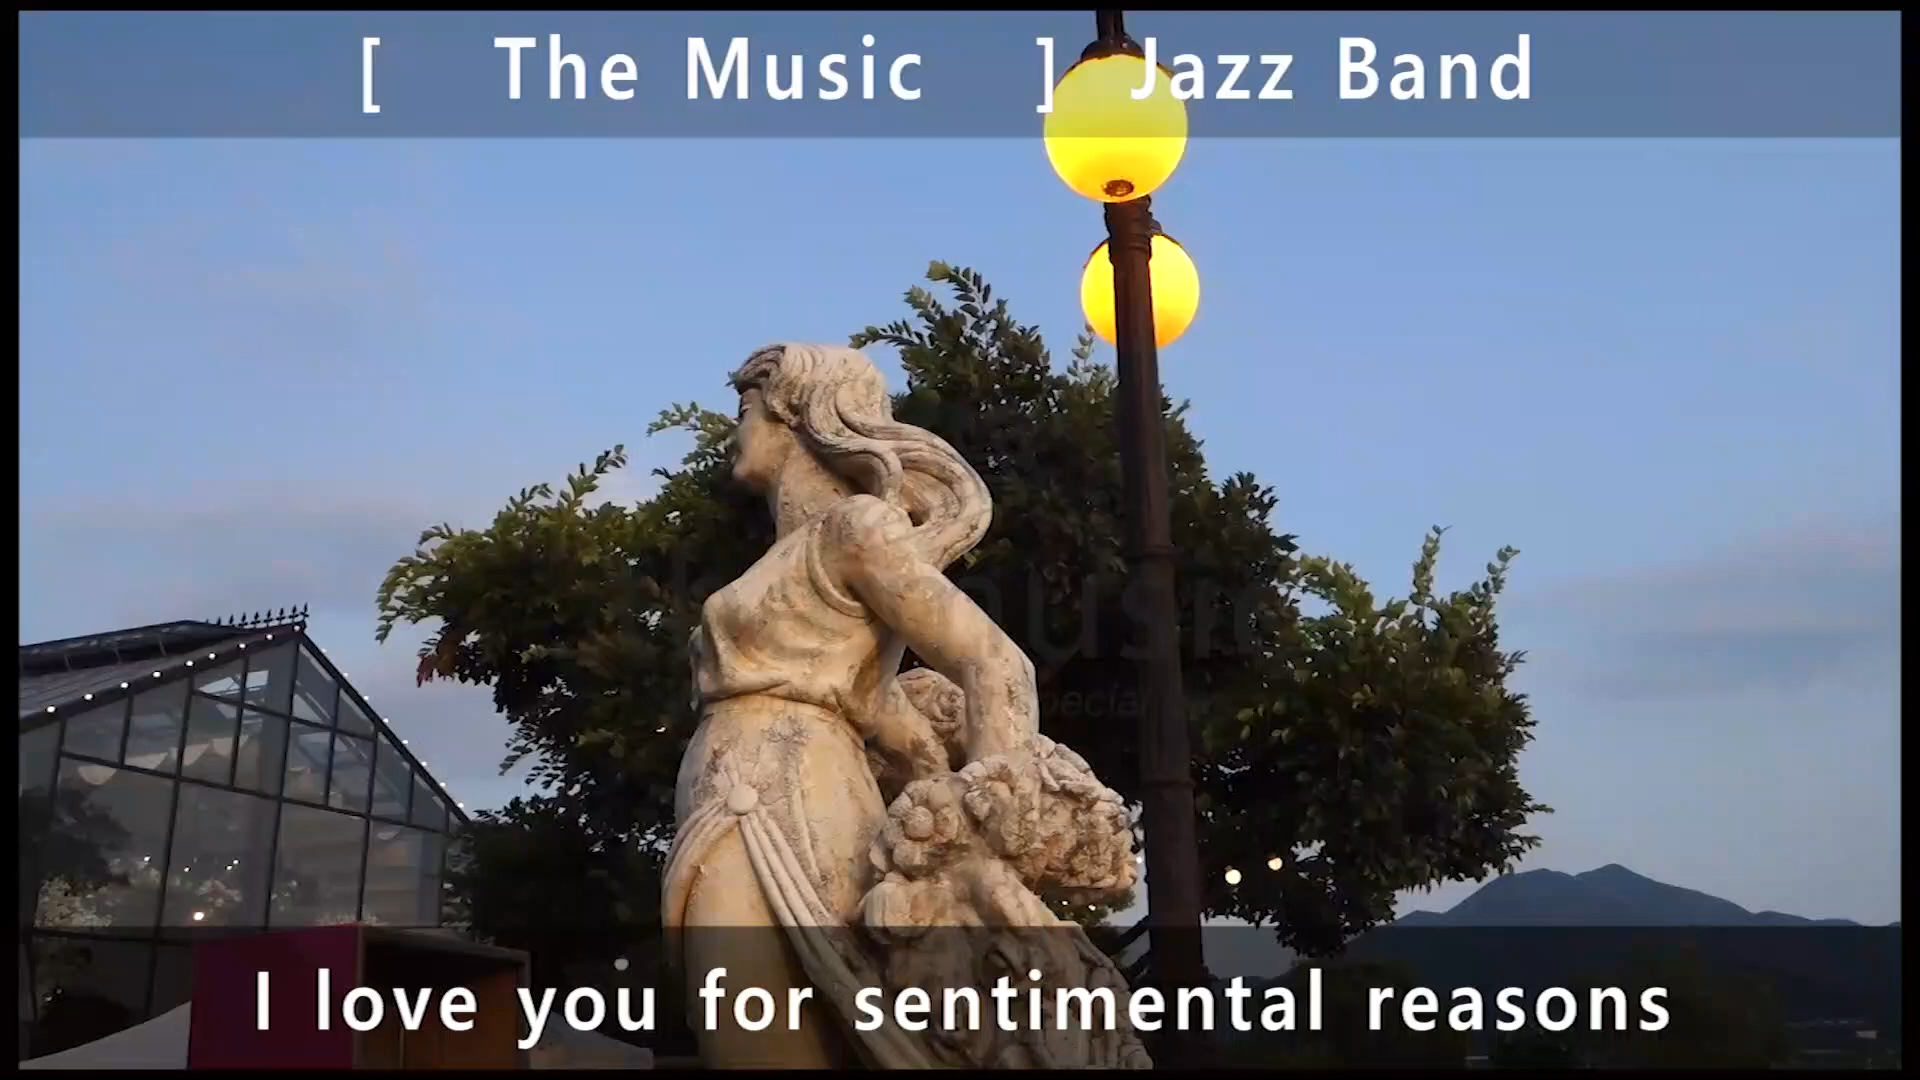 [ The Music ] Jazz Band
I love you for sentimental reasons